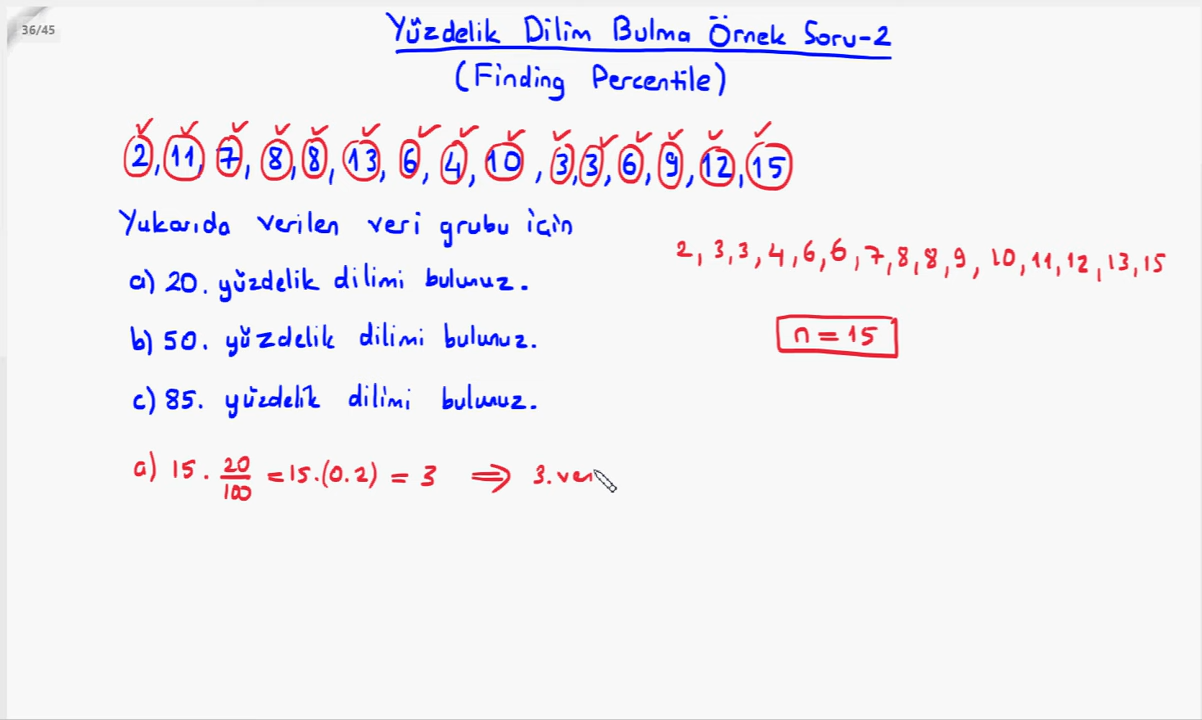 36/45
Yüzdelik Dilim Bulma Örnek Soru-2
(Finding Percentile)
2, 11, 7, 8, 8, 13, 6, 4, 10, 3, 3, 6, 9, 12, 15
Yukarıda verilen veri grubu için
2, 3, 3, 4, 6, 6, 7, 8, 8, 9, 10, 11, 12, 13, 15
a) 20. yüzdelik dilimi bulunuz.
b) 50. yüzdelik dilimi bulunuz.
n = 15
c) 85. yüzdelik dilimi bulunuz.
a) 15 . 20/100 = 15.(0.2) = 3 ⇒ 3. ver